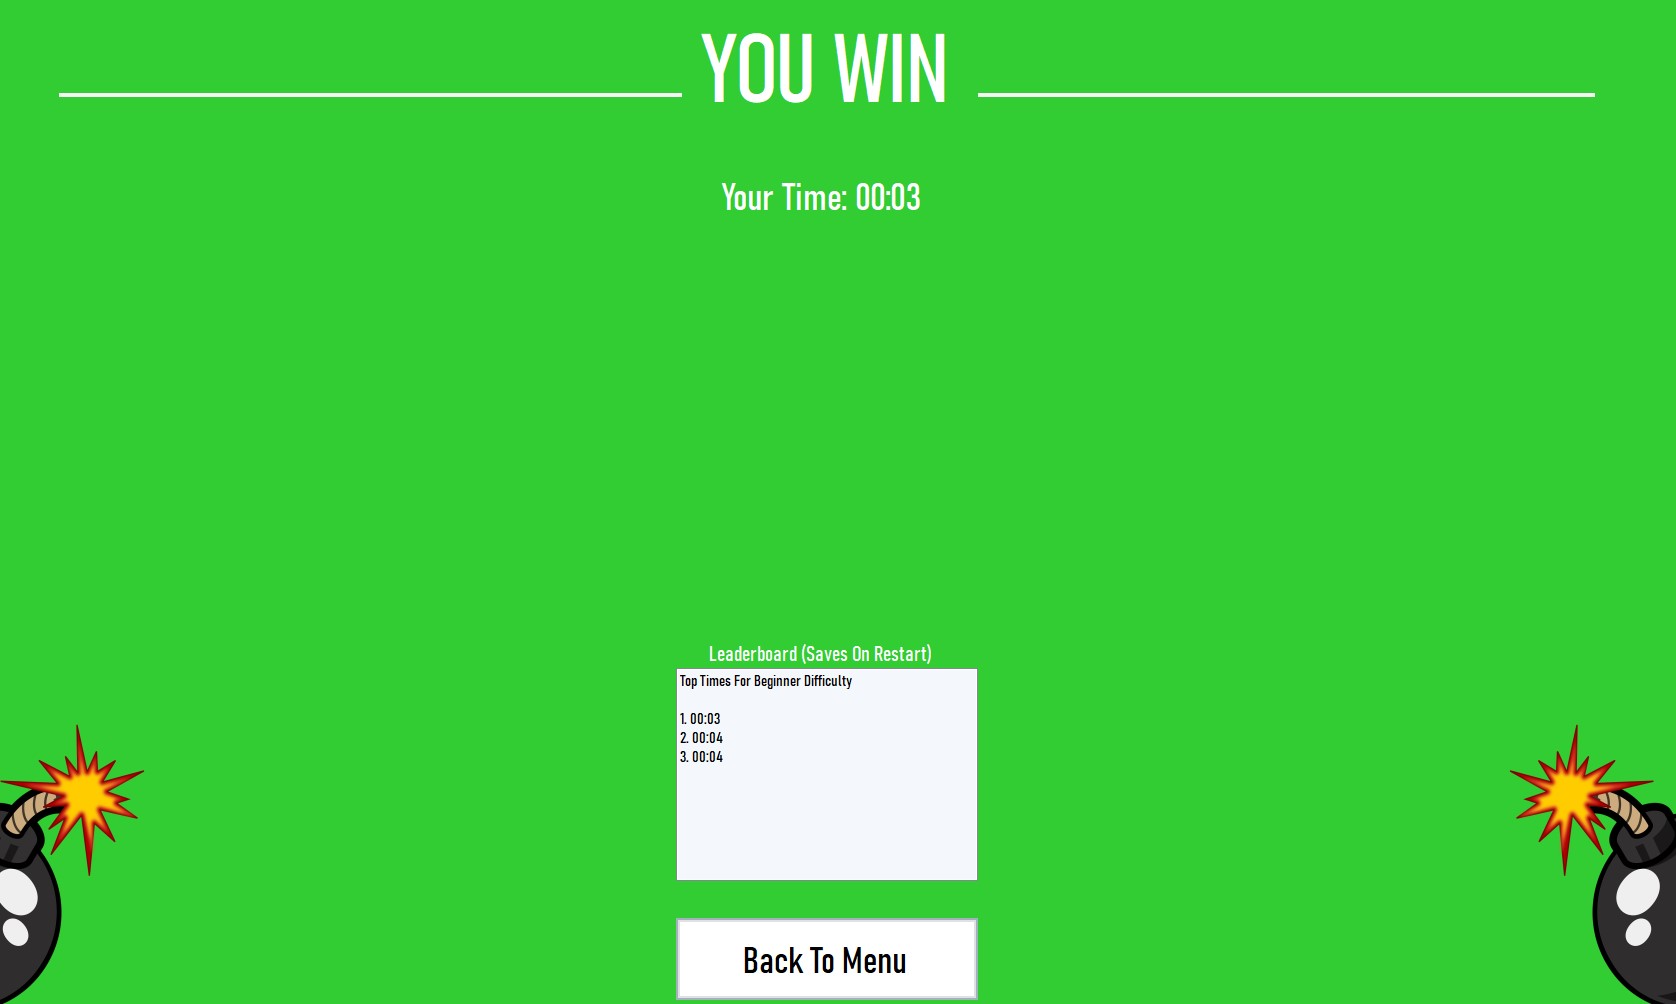 YOU WIN
Your Time: 00:03
Leaderboard (Saves On Restart)
Top Times For Beginner Difficulty
1. 00:03
2. 00:04
3. 00:04
Back To Menu